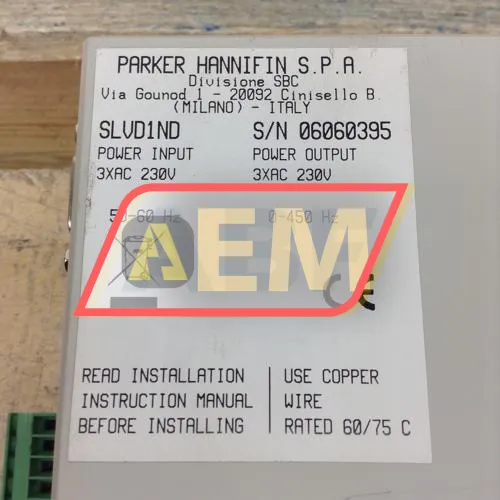 PARKER HANNIFIN S.P.A.
Divisione SBC
Via Gounod 1 - 20092 Cinisello B.
(MILANO) - ITALY
SLVD1ND S/N 06060395
POWER INPUT POWER OUTPUT
3XAC 230V 3XAC 230V
50-60 Hz 0-450 Hz
AEM
CE
READ INSTALLATION USE COPPER
INSTRUCTION MANUAL WIRE
BEFORE INSTALLING RATED 60/75 C